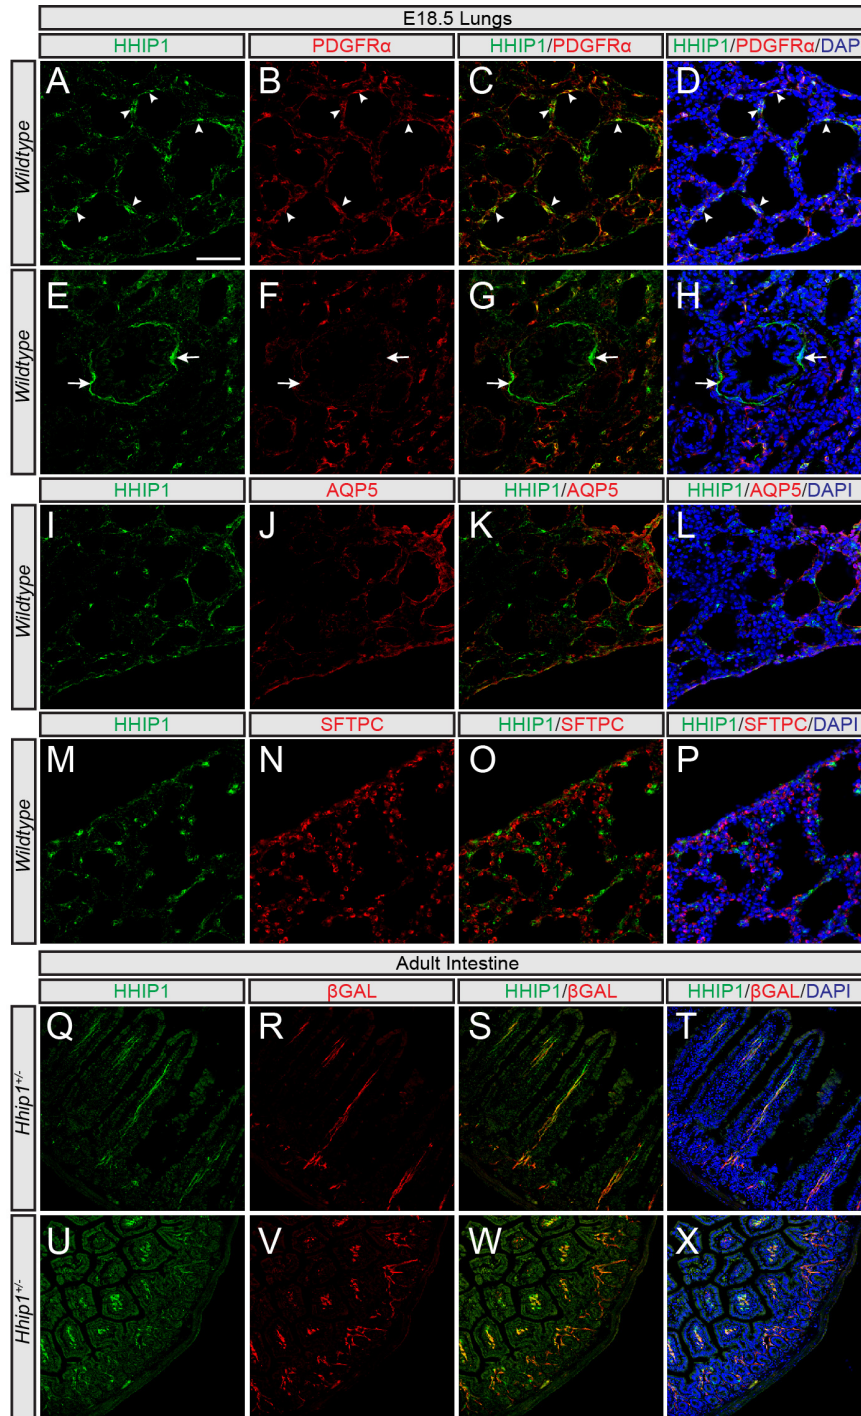 E18.5 Lungs
HHIP1 PDGFRα HHIP1/PDGFRα HHIP1/PDGFRα/DAPI
Wildtype A B C D
Wildtype E F G H
HHIP1 AQP5 HHIP1/AQP5 HHIP1/AQP5/DAPI
Wildtype I J K L
HHIP1 SFTPC HHIP1/SFTPC HHIP1/SFTPC/DAPI
Wildtype M N O P
Adult Intestine
HHIP1 βGAL HHIP1/βGAL HHIP1/βGAL/DAPI
Hhip1+/- Q R S T
Hhip1+/- U V W X